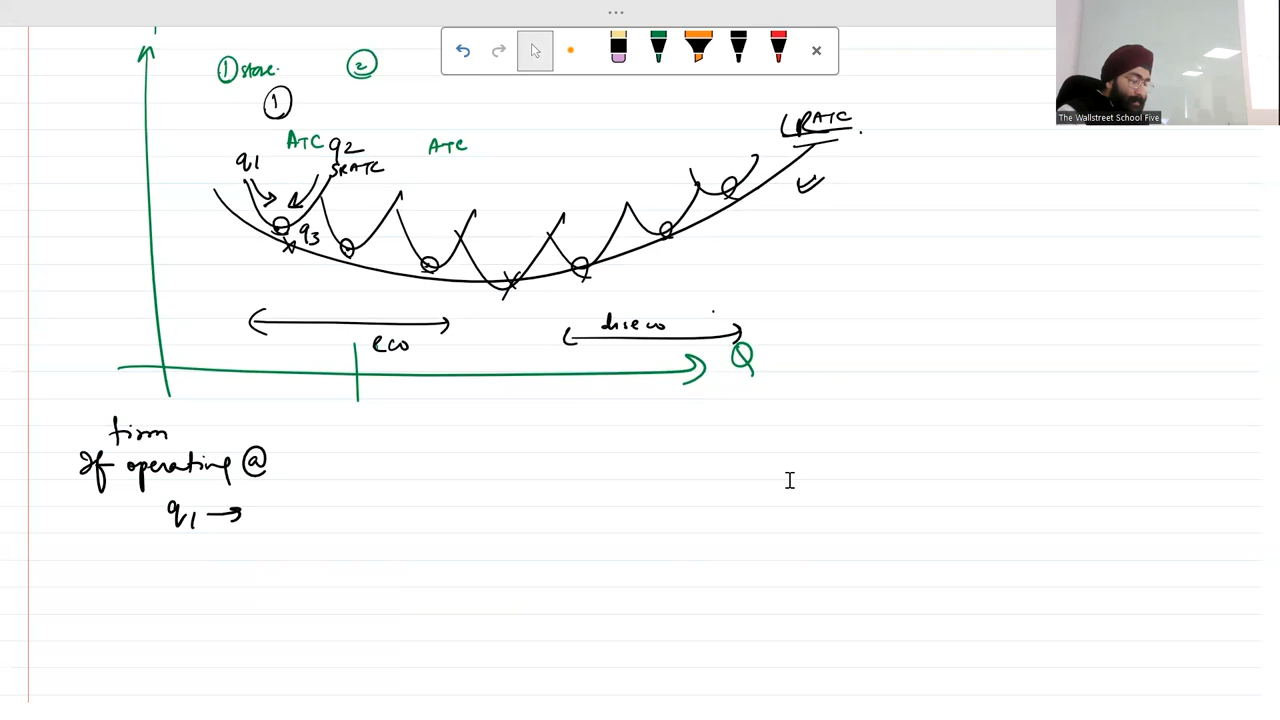 ① store.
②
①
ATC
q2
ATC
LRATC.
q1
SRATC
q3
eco
diseco
Q
firm
If operating @
q1 →
The Wallstreet School Five